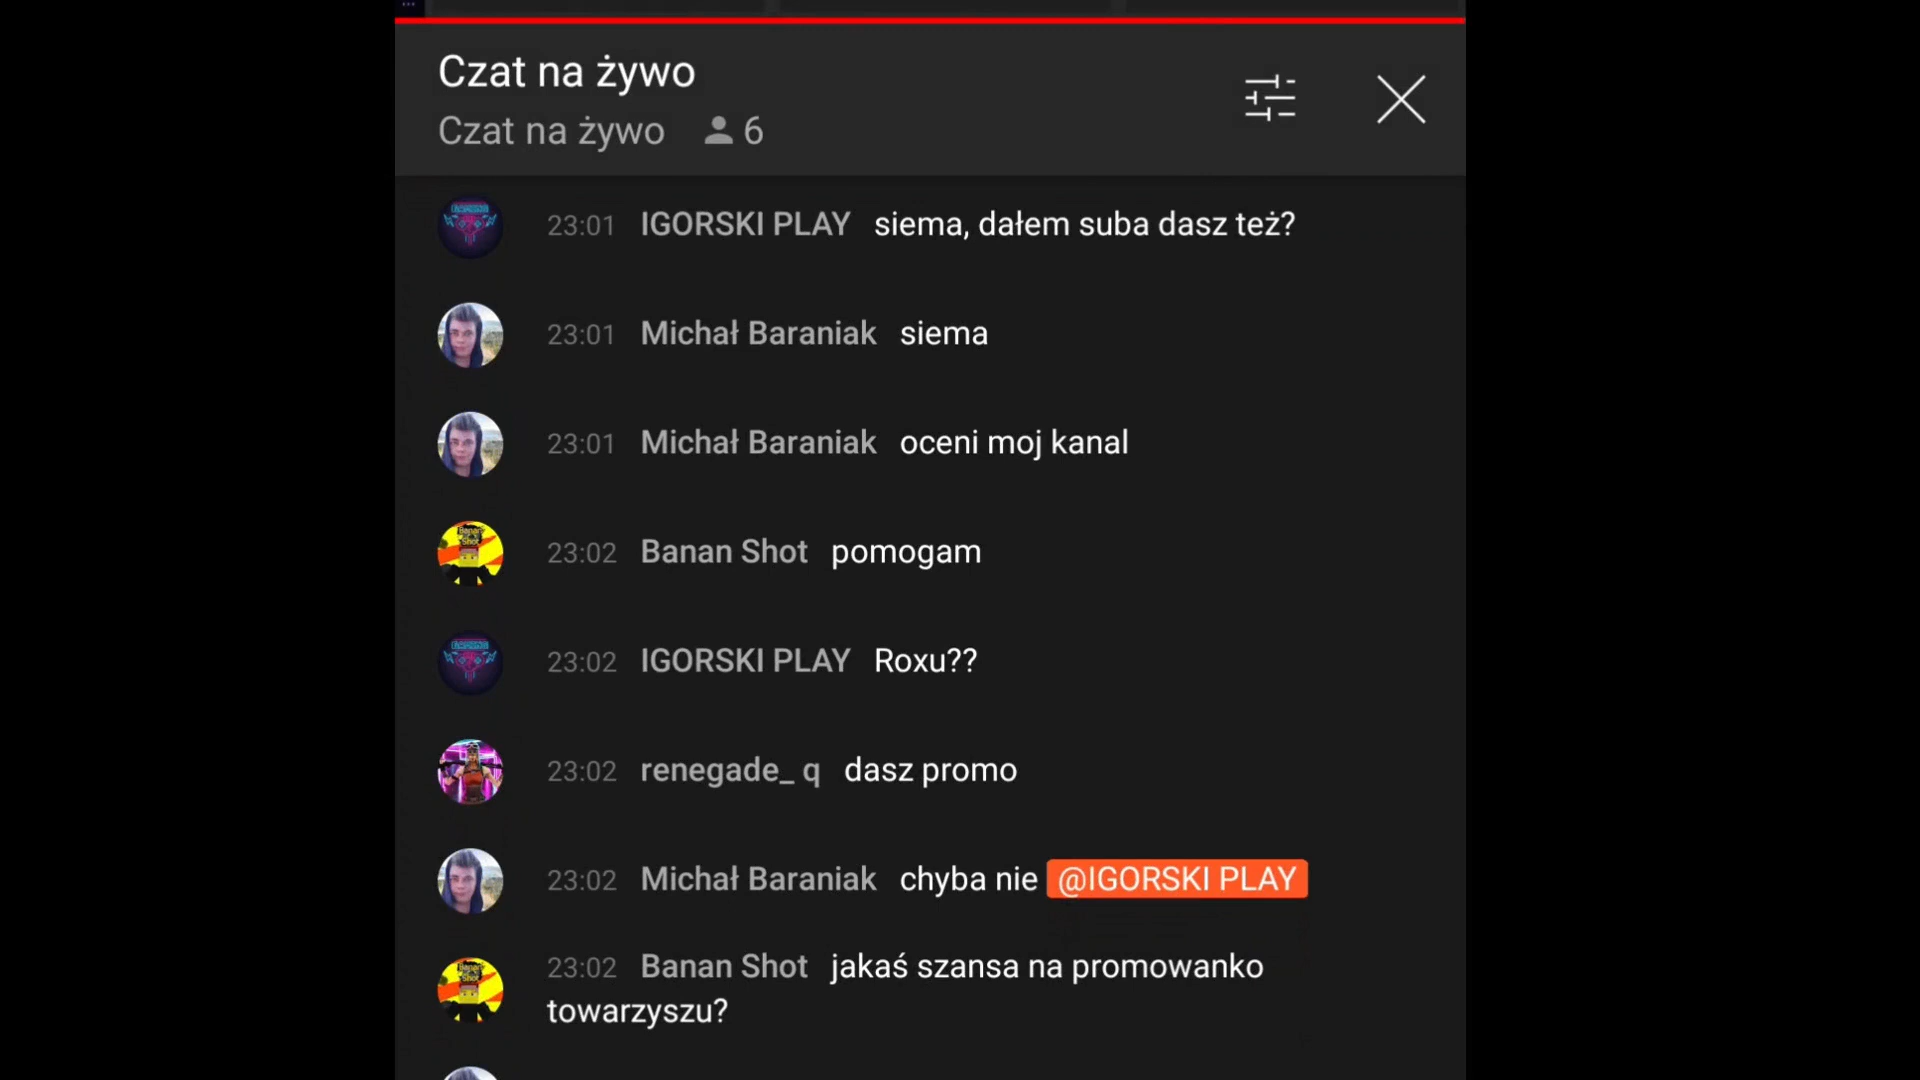 Czat na żywo
Czat na żywo 6
23:01 IGORSKI PLAY siema, dałem suba dasz też?
23:01 Michał Baraniak siema
23:01 Michał Baraniak oceni moj kanal
23:02 Banan Shot pomogam
23:02 IGORSKI PLAY Roxu??
23:02 renegade_ q dasz promo
23:02 Michał Baraniak chyba nie @IGORSKI PLAY
23:02 Banan Shot jakaś szansa na promowanko
towarzyszu?